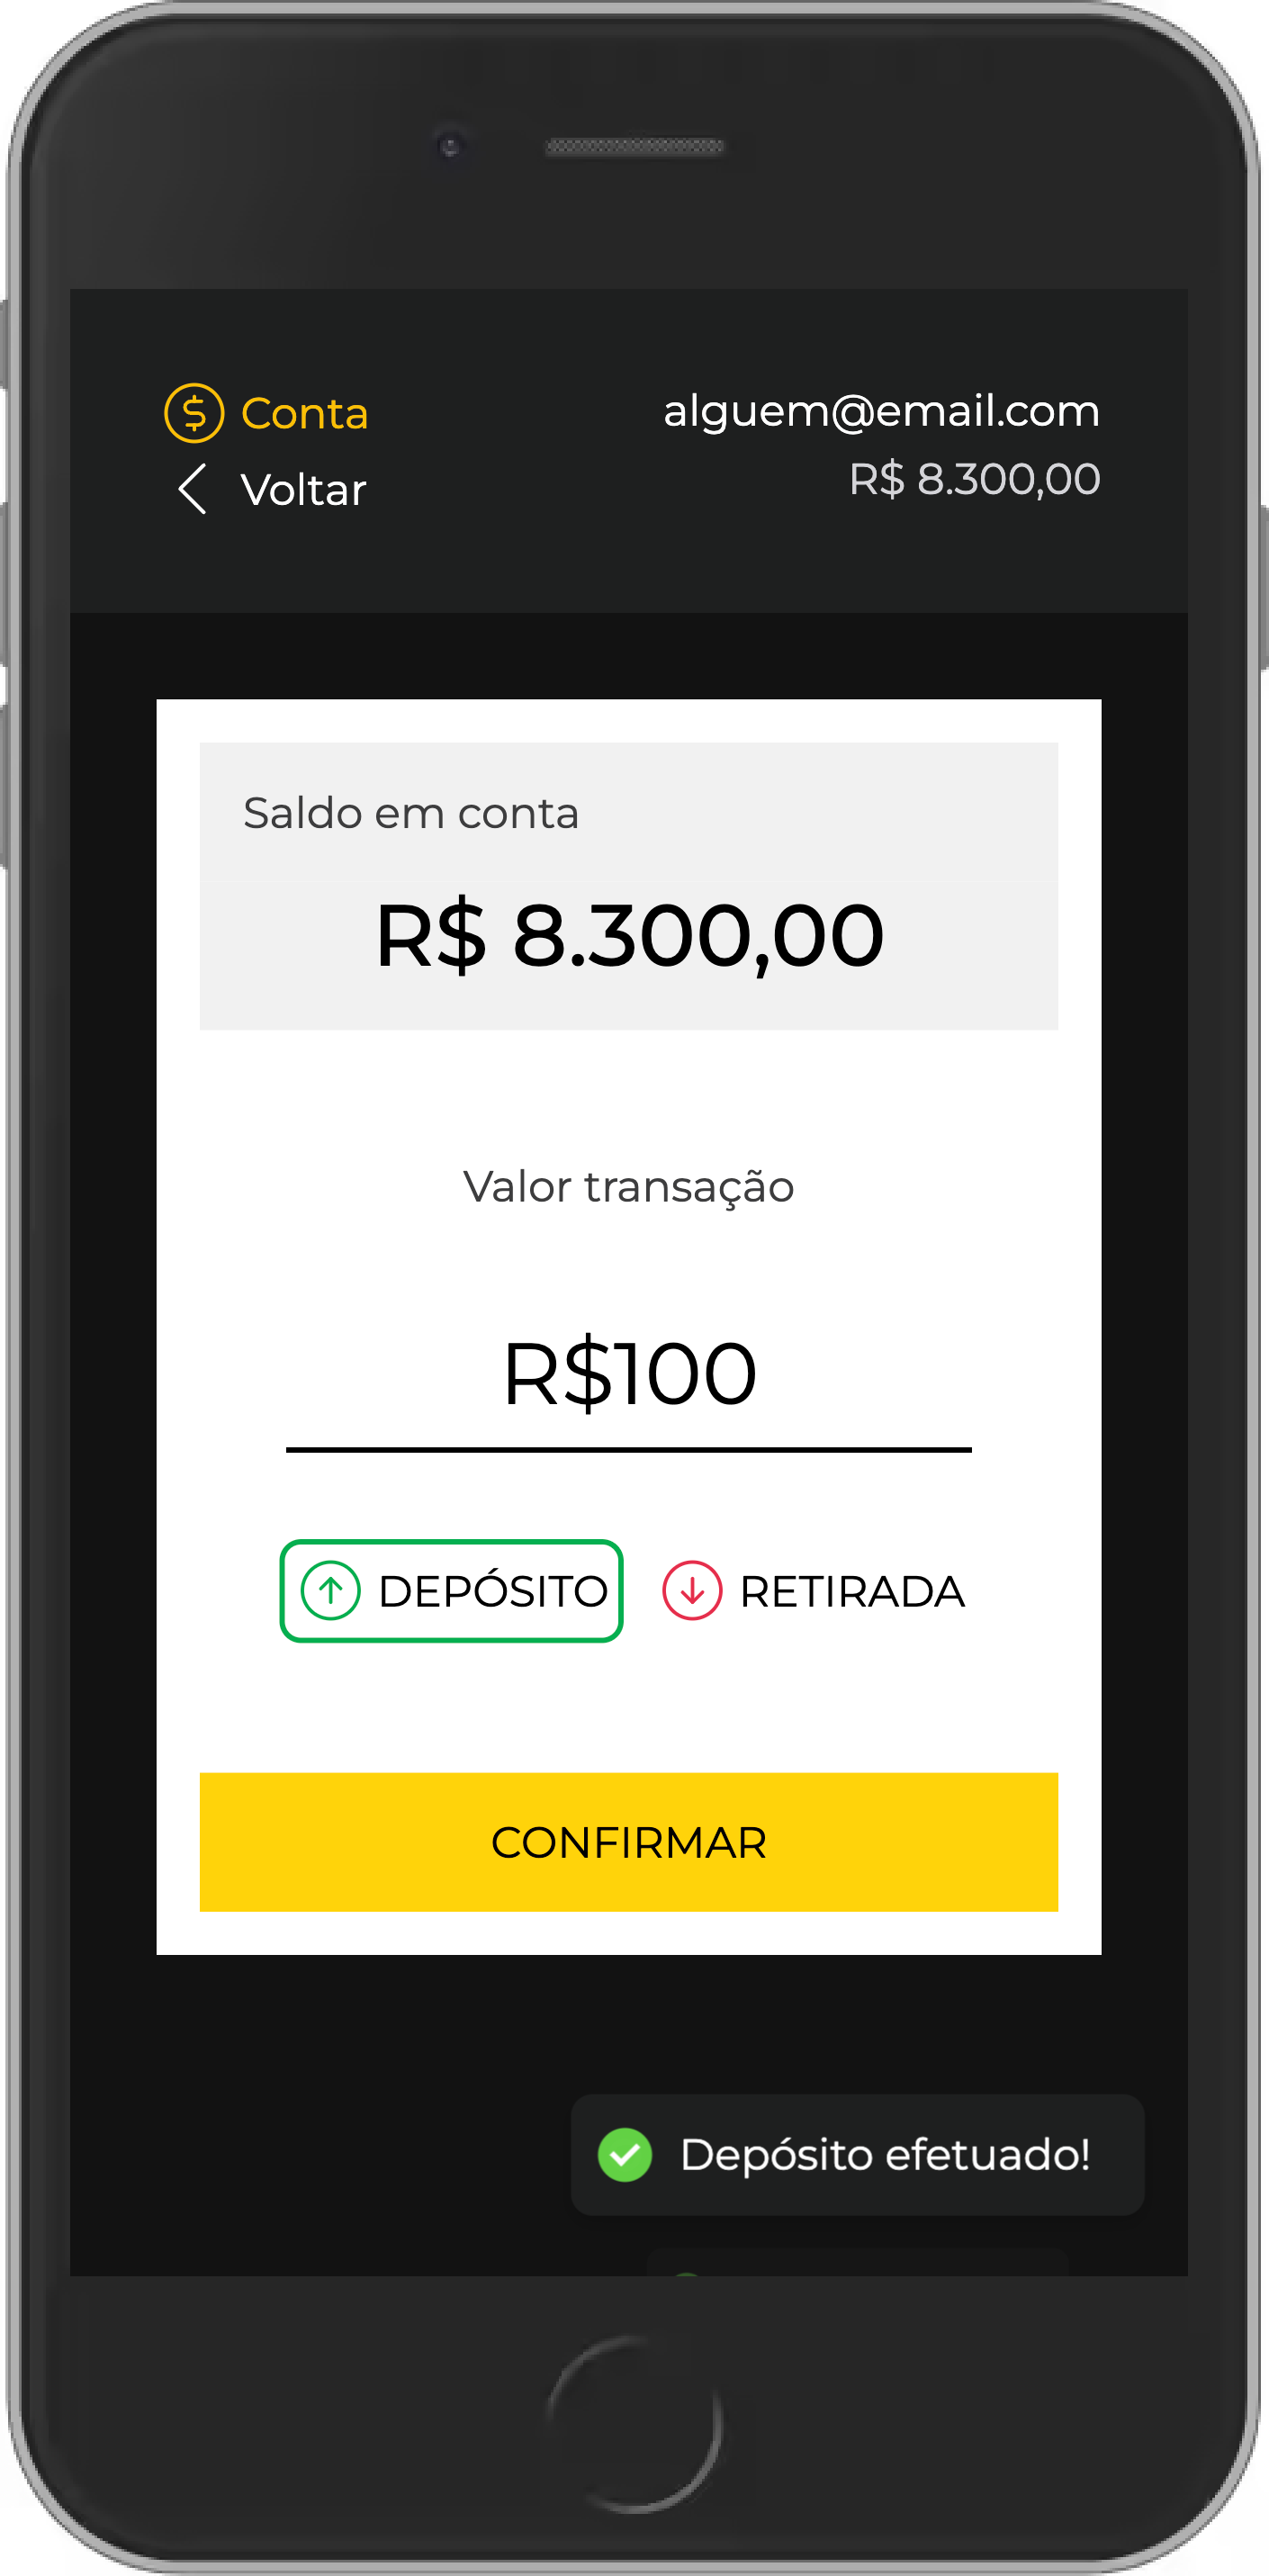 Conta
alguem@email.com
Voltar
R$ 8.300,00
Saldo em conta
R$ 8.300,00
Valor transação
R$100
DEPÓSITO
RETIRADA
CONFIRMAR
Depósito efetuado!